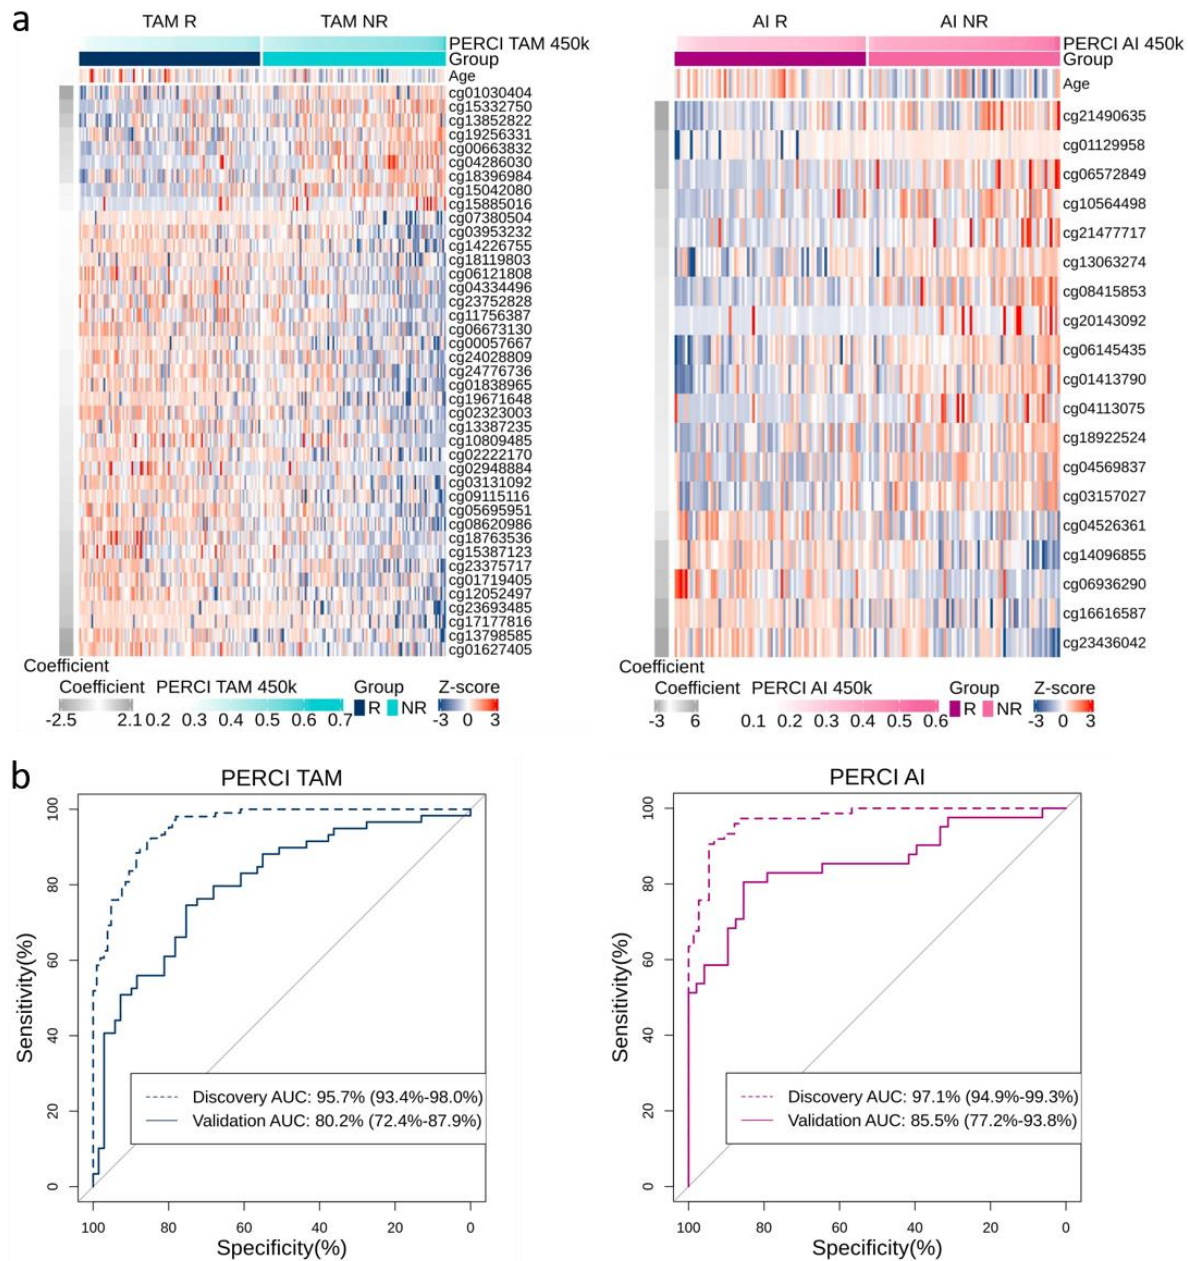 a
TAM R TAM NR
PERCI TAM 450k
Group
Age
cg01030404
cg15332750
cg13852822
cg19256331
cg00663832
cg04286030
cg18396984
cg15042080
cg15885016
cg07380504
cg03953232
cg14226755
cg18119803
cg06121808
cg04334496
cg23752828
cg11756387
cg06673130
cg00057667
cg24028809
cg24776736
cg01838965
cg19671648
cg02323003
cg13387235
cg10809485
cg02222170
cg02948884
cg03131092
cg09115116
cg05695951
cg08620986
cg18763536
cg15387123
cg23375717
cg01719405
cg12052497
cg23693485
cg17177816
cg13798585
cg01627405
Coefficient
Coefficient PERCI TAM 450k Group Z-score
-2.5 2.1 0.2 0.3 0.4 0.5 0.6 0.7 R NR -3 0 3
AI R AI NR
PERCI AI 450k
Group
Age
cg21490635
cg01129958
cg06572849
cg10564498
cg21477717
cg13063274
cg08415853
cg20143092
cg06145435
cg01413790
cg04113075
cg18922524
cg04569837
cg03157027
cg04526361
cg14096855
cg06936290
cg16616587
cg23436042
Coefficient
Coefficient PERCI AI 450k Group Z-score
-3 6 0.1 0.2 0.3 0.4 0.5 0.6 R NR -3 0 3
b
PERCI TAM
Sensitivity(%)
100
80
60
40
20
0
Discovery AUC: 95.7% (93.4%-98.0%)
Validation AUC: 80.2% (72.4%-87.9%)
100 80 60 40 20 0
Specificity(%)
PERCI AI
Sensitivity(%)
100
80
60
40
20
0
Discovery AUC: 97.1% (94.9%-99.3%)
Validation AUC: 85.5% (77.2%-93.8%)
100 80 60 40 20 0
Specificity(%)